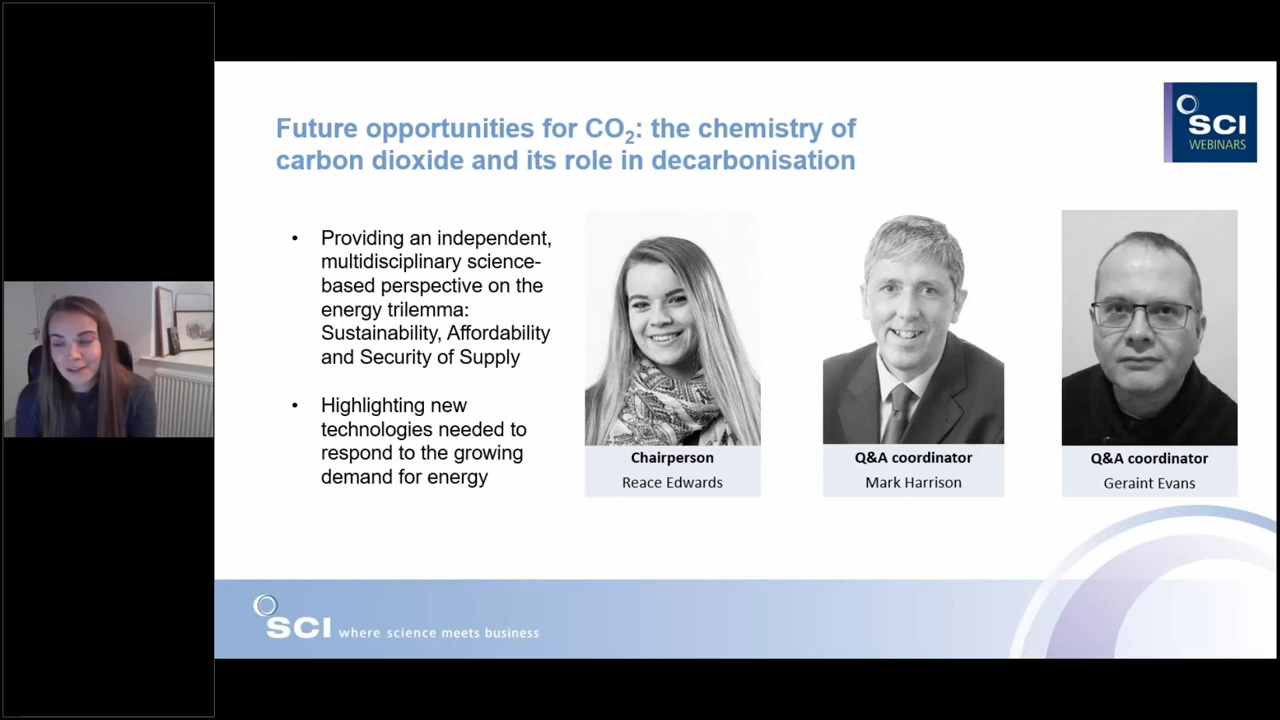 Future opportunities for CO₂: the chemistry of
carbon dioxide and its role in decarbonisation
SCI
WEBINARS
• Providing an independent,
multidisciplinary science-
based perspective on the
energy trilemma:
Sustainability, Affordability
and Security of Supply
• Highlighting new
technologies needed to
respond to the growing
demand for energy
Chairperson
Reace Edwards
Q&A coordinator
Mark Harrison
Q&A coordinator
Geraint Evans
SCI where science meets business